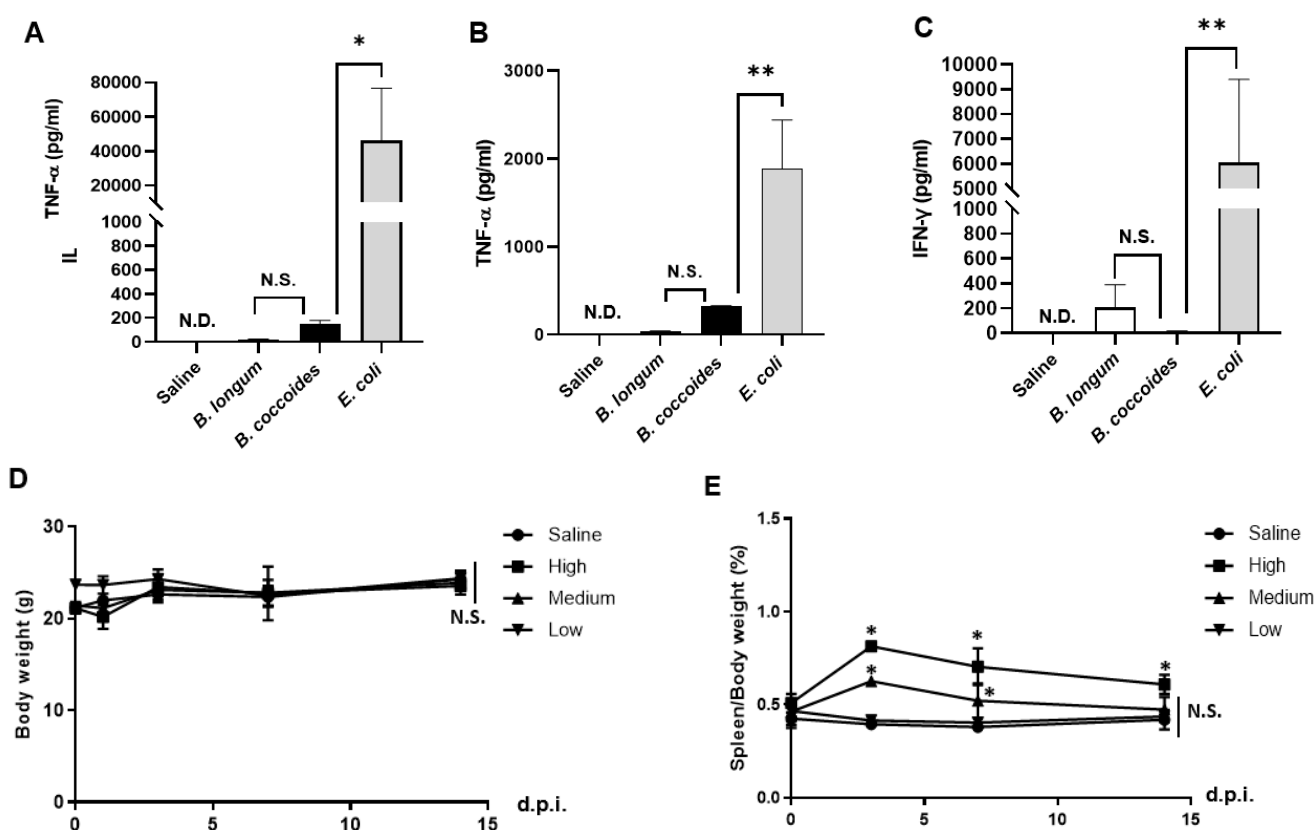 A
*
TNF-α (pg/ml)
IL
80000
60000
40000
20000
1000
800
600
400
200
0
N.D.
N.S.
Saline
B. longum
B. coccoides
E. coli
B
**
TNF-α (pg/ml)
3000
2000
1000
0
N.D.
N.S.
Saline
B. longum
B. coccoides
E. coli
C
**
IFN-γ (pg/ml)
10000
9000
8000
7000
6000
5000
1000
800
600
400
200
0
N.D.
N.S.
Saline
B. longum
B. coccoides
E. coli
D
Body weight (g)
30
20
10
0
0
5
10
15
d.p.i.
N.S.
Saline
High
Medium
Low
E
Spleen/Body weight (%)
1.5
1.0
0.5
0.0
0
5
10
15
d.p.i.
*
*
*
*
*
N.S.
Saline
High
Medium
Low